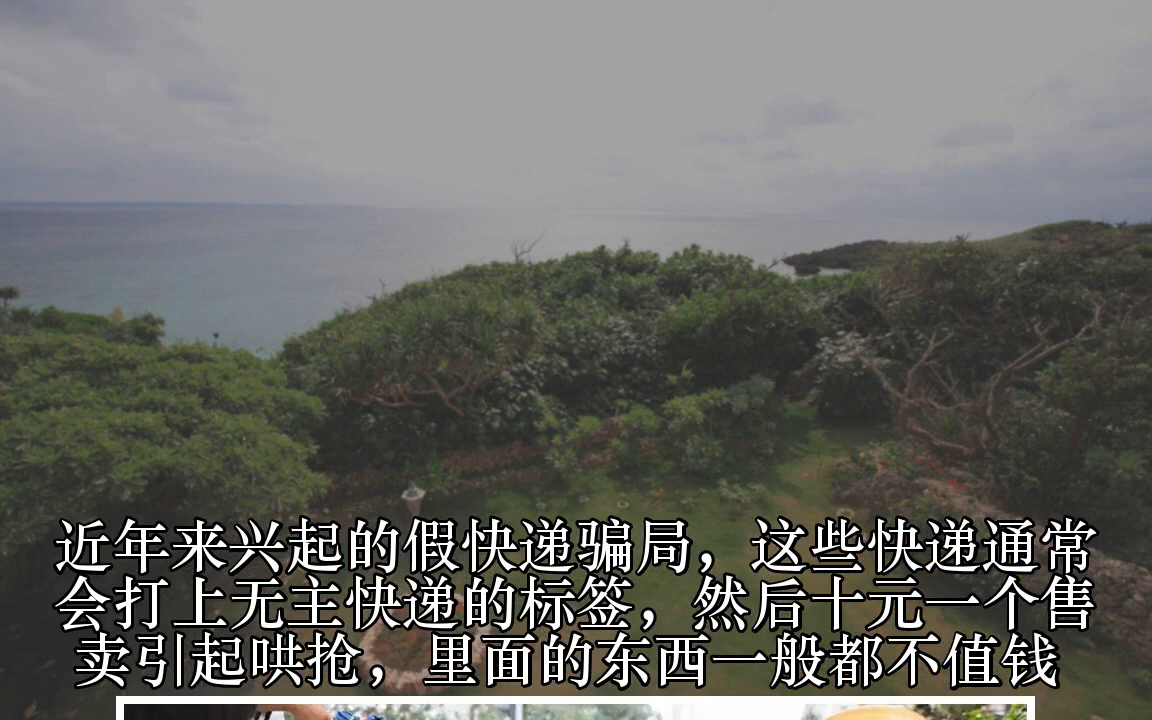 近年来兴起的假快递骗局，这些快递通常
会打上无主快递的标签，然后十元一个售
卖引起哄抢，里面的东西一般都不值钱